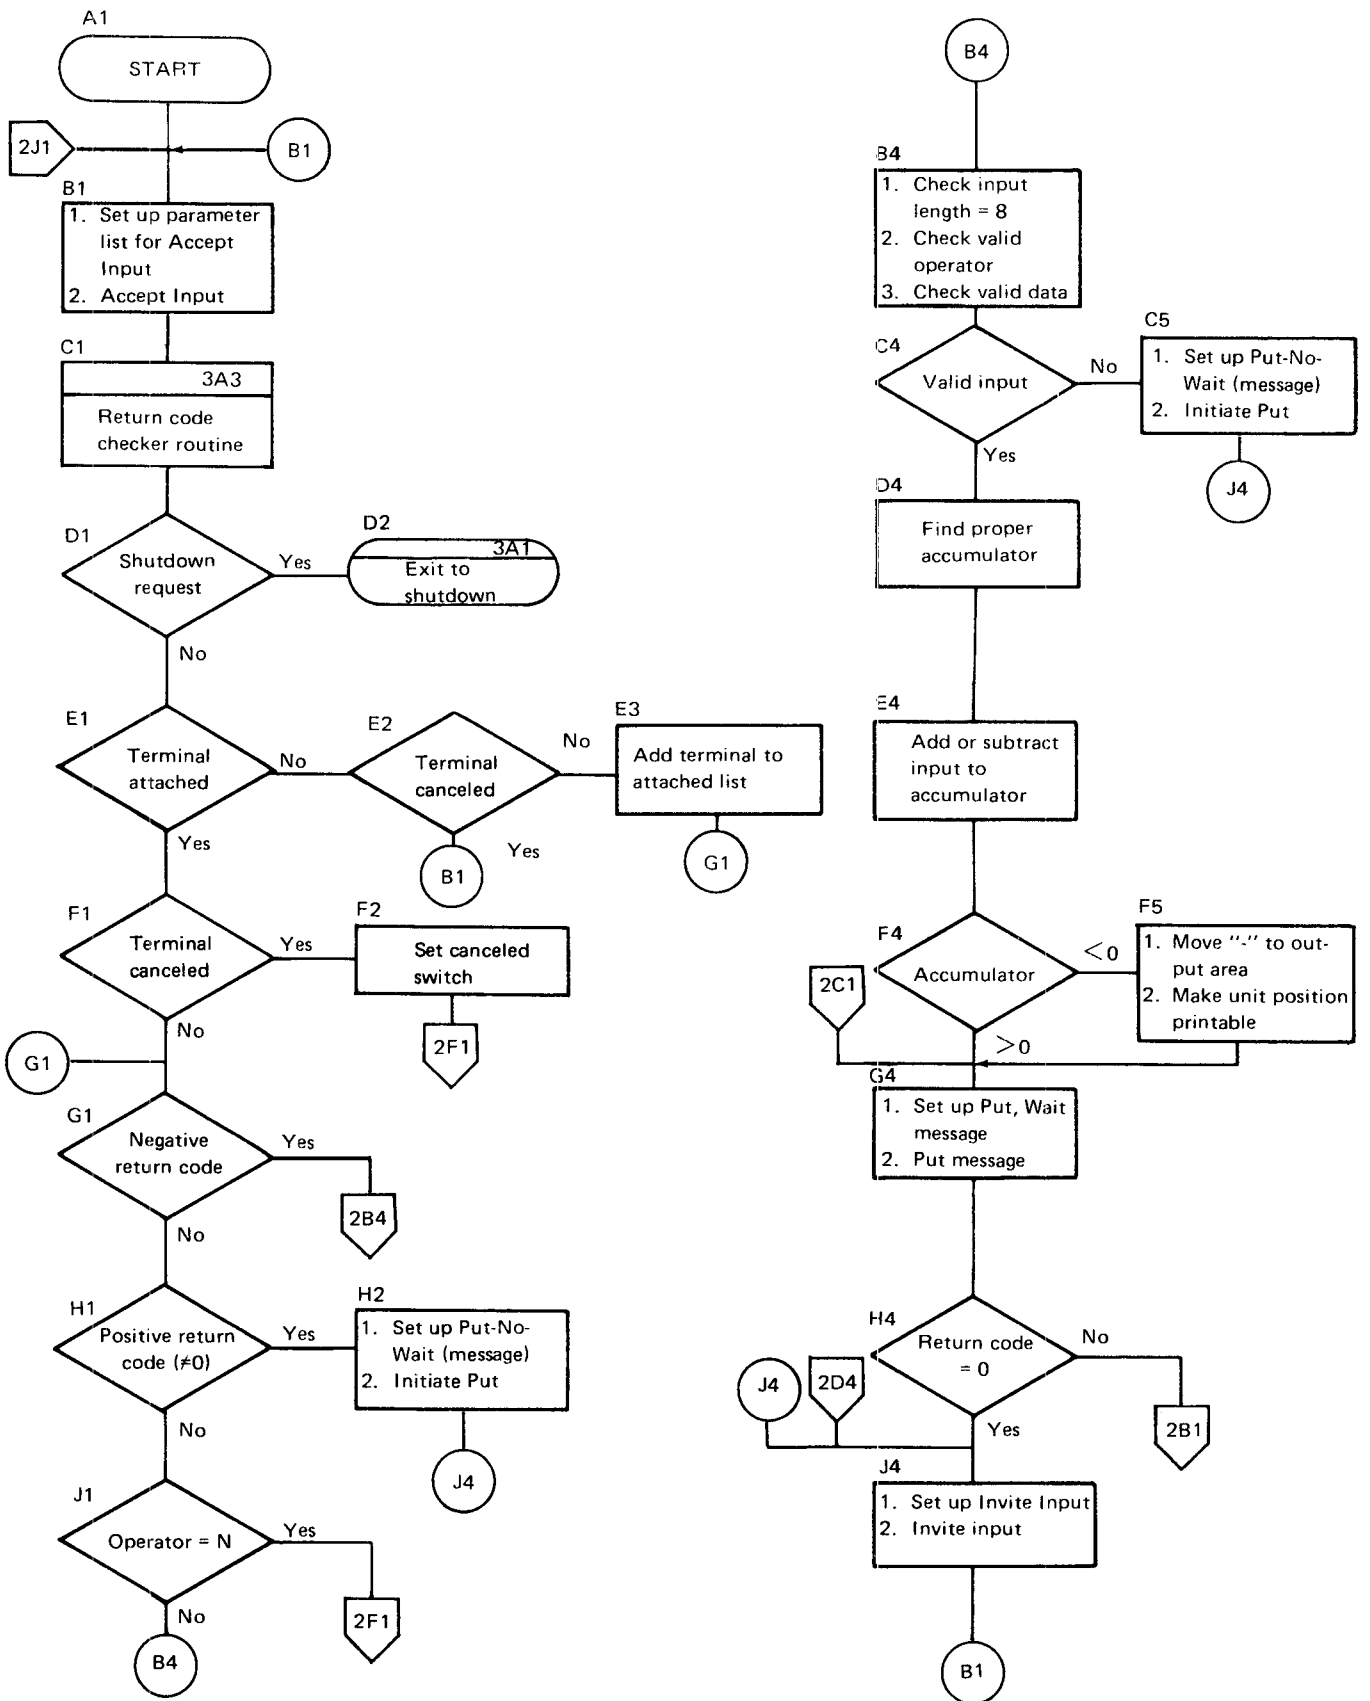 A1
START
2J1
B1
B1
1. Set up parameter
list for Accept
Input
2. Accept Input
C1
3A3
Return code
checker routine
D1
Shutdown
request
Yes
No
D2
3A1
Exit to
shutdown
E1
Terminal
attached
No
Yes
E2
Terminal
canceled
No
Yes
B1
E3
Add terminal to
attached list
G1
F1
Terminal
canceled
Yes
No
F2
Set canceled
switch
2F1
G1
G1
Negative
return code
Yes
No
2B4
H1
Positive return
code (≠0)
Yes
No
H2
1. Set up Put-No-
Wait (message)
2. Initiate Put
J4
J1
Operator = N
Yes
No
2F1
B4
B4
B4
1. Check input
length = 8
2. Check valid
operator
3. Check valid data
C4
Valid input
No
Yes
C5
1. Set up Put-No-
Wait (message)
2. Initiate Put
J4
D4
Find proper
accumulator
E4
Add or subtract
input to
accumulator
F4
Accumulator
<0
>0
F5
1. Move "-" to out-
put area
2. Make unit position
printable
2C1
G4
1. Set up Put, Wait
message
2. Put message
H4
Return code
= 0
No
Yes
2B1
J4
2D4
J4
1. Set up Invite Input
2. Invite input
B1